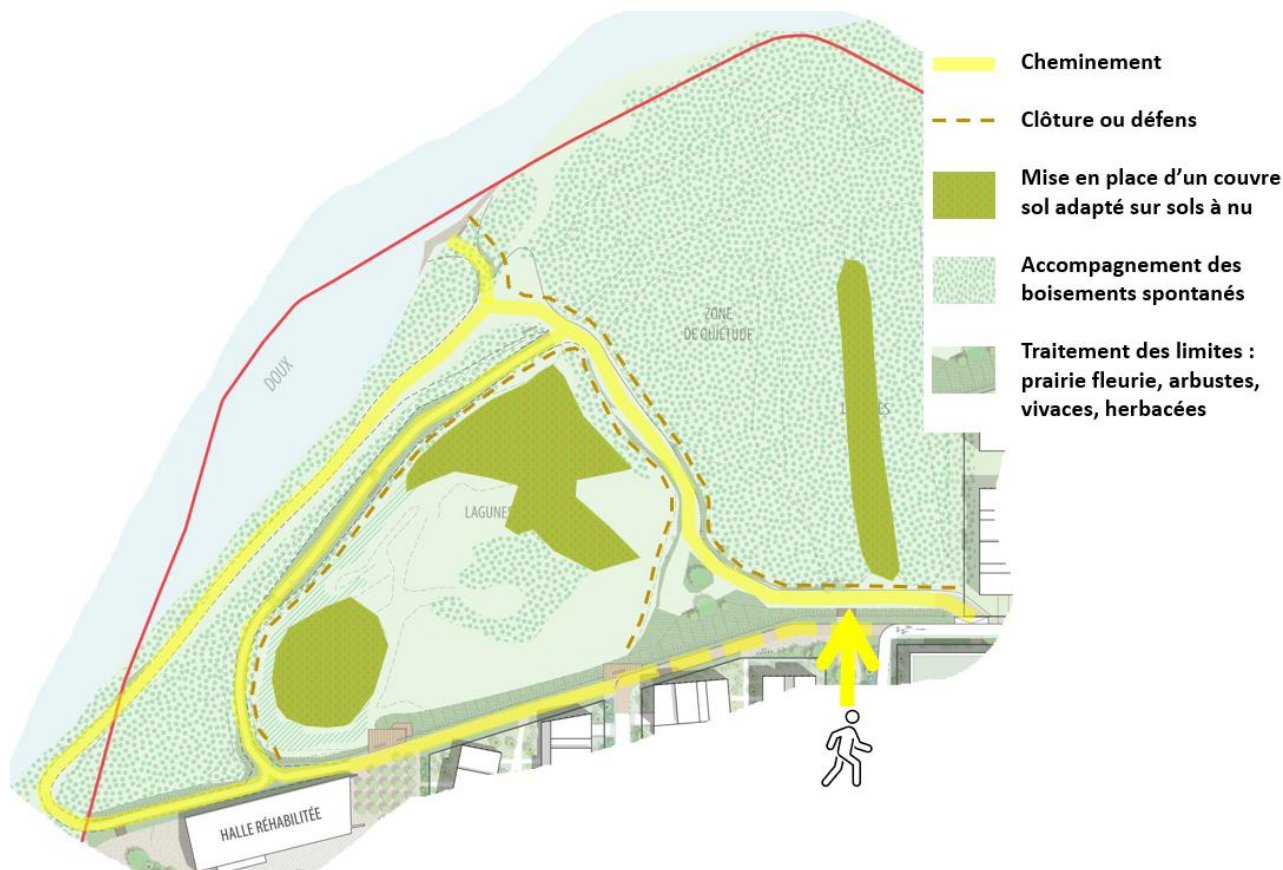 Cheminement
Clôture ou défens
Mise en place d'un couvre
sol adapté sur sols à nu
Accompagnement des
boisements spontanés
Traitement des limites :
prairie fleurie, arbustes,
vivaces, herbacées
ZONE
DE QUIÉTUDE
DOUX
LAGUNES
HALLE RÉHABILITÉE